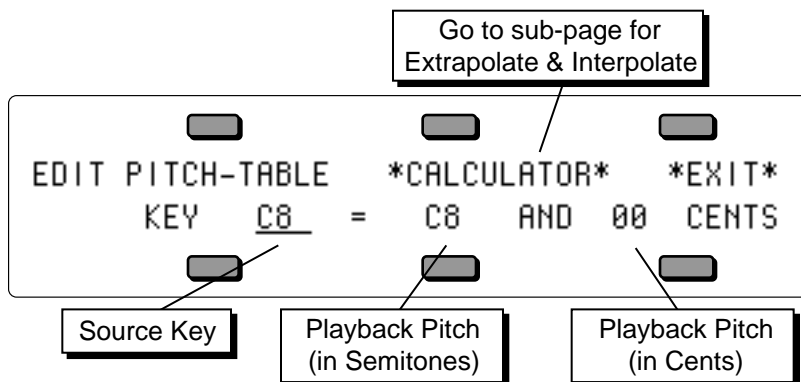 Go to sub-page for
Extrapolate & Interpolate
EDIT PITCH-TABLE *CALCULATOR* *EXIT*
KEY C8 = C8 AND 00 CENTS
Source Key
Playback Pitch
(in Semitones)
Playback Pitch
(in Cents)